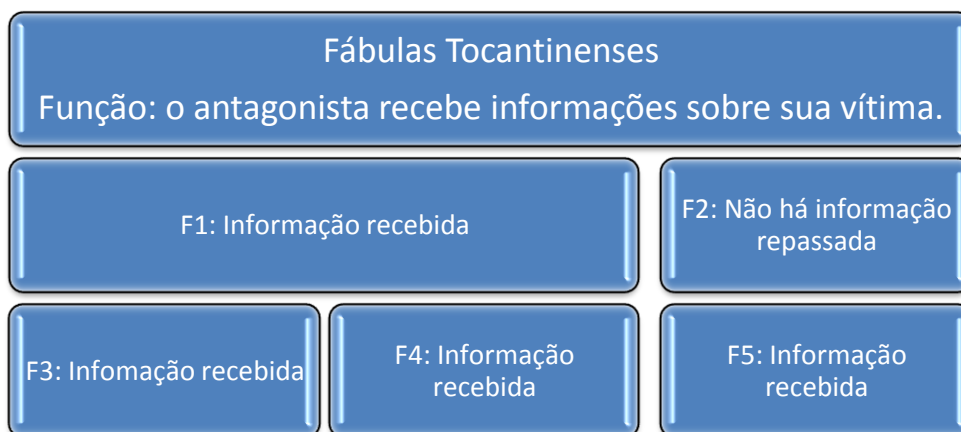 Fábulas Tocantinenses
Função: o antagonista recebe informações sobre sua vítima.
F1: Informação recebida
F2: Não há informação
repassada
F3: Infomação recebida
F4: Informação
recebida
F5: Informação
recebida